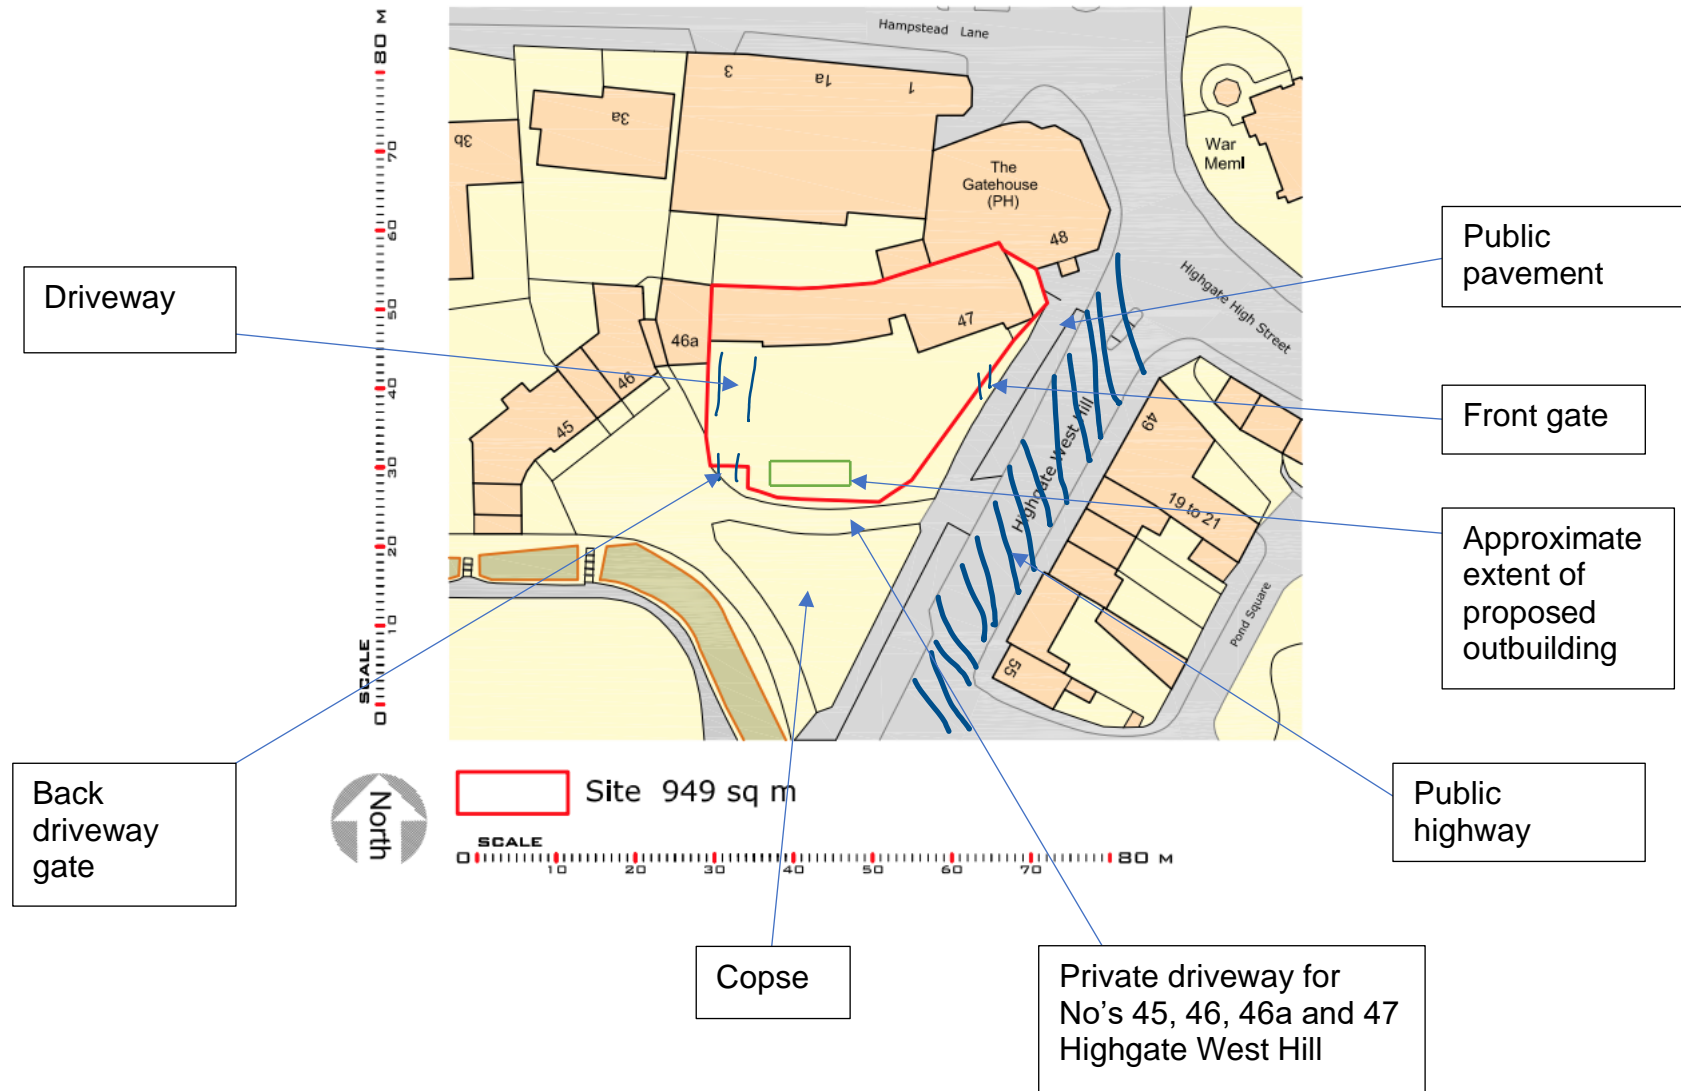 Hampstead Lane
3
1a
1
3a
3b
War
Meml
The
Gatehouse
(PH)
48
Public
pavement
Driveway
Highgate High Street
47
46a
46
45
Front gate
49
Highgate West Hill
19 to 21
Approximate
extent of
proposed
outbuilding
Pond Square
55
SCALE
0
10
20
30
40
50
60
70
80 M
Back
driveway
gate
North
Site 949 sq m
SCALE
0 10 20 30 40 50 60 70 80 M
Public
highway
Copse
Private driveway for
No’s 45, 46, 46a and 47
Highgate West Hill